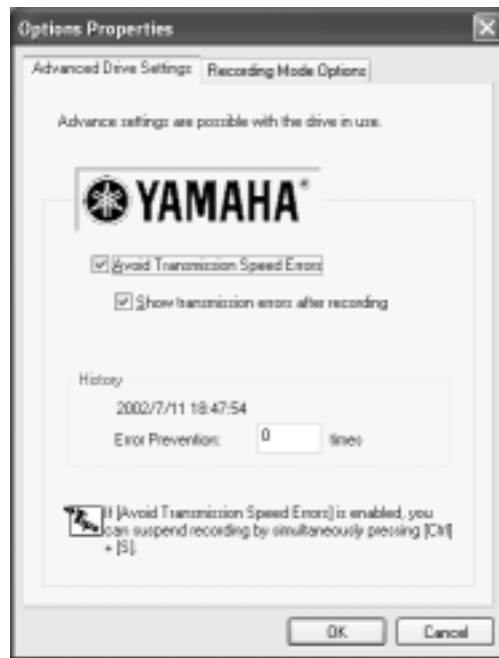 Options Properties
Advanced Drive Settings
Recording Mode Options
Advance settings are possible with the drive in use.
YAMAHA®
Avoid Transmission Speed Errors
Show transmission errors after recording
History
2002/7/11 18:47:54
Error Prevention:
0
times
If [Avoid Transmission Speed Errors] is enabled, you
can suspend recording by simultaneously pressing [Ctrl]
+ [S].
OK
Cancel